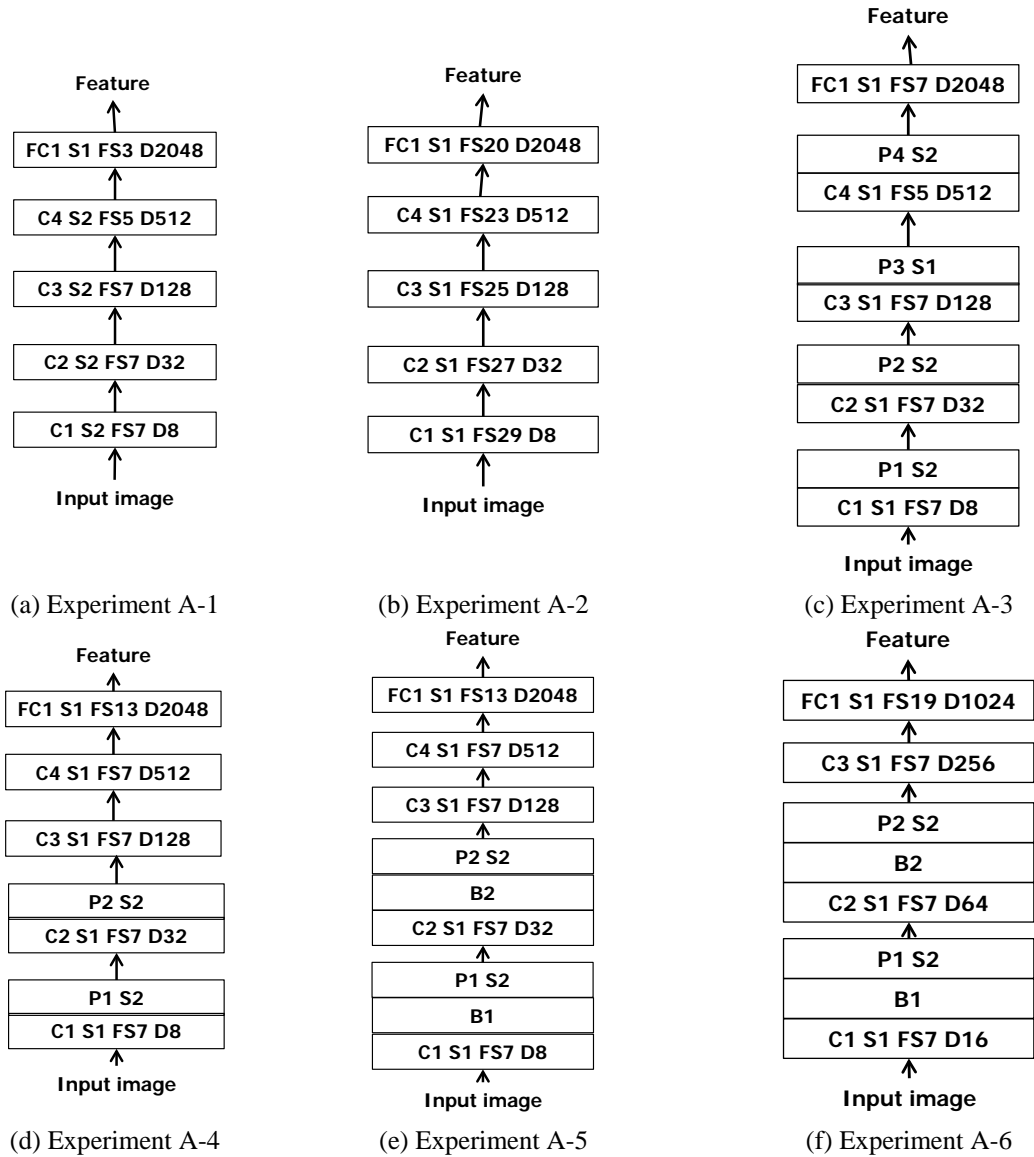 Feature
FC1 S1 FS3 D2048
C4 S2 FS5 D512
C3 S2 FS7 D128
C2 S2 FS7 D32
C1 S2 FS7 D8
Input image
(a) Experiment A-1
Feature
FC1 S1 FS20 D2048
C4 S1 FS23 D512
C3 S1 FS25 D128
C2 S1 FS27 D32
C1 S1 FS29 D8
Input image
(b) Experiment A-2
Feature
FC1 S1 FS7 D2048
P4 S2
C4 S1 FS5 D512
P3 S1
C3 S1 FS7 D128
P2 S2
C2 S1 FS7 D32
P1 S2
C1 S1 FS7 D8
Input image
(c) Experiment A-3
Feature
FC1 S1 FS13 D2048
C4 S1 FS7 D512
C3 S1 FS7 D128
P2 S2
C2 S1 FS7 D32
P1 S2
C1 S1 FS7 D8
Input image
(d) Experiment A-4
Feature
FC1 S1 FS13 D2048
C4 S1 FS7 D512
C3 S1 FS7 D128
P2 S2
B2
C2 S1 FS7 D32
P1 S2
B1
C1 S1 FS7 D8
Input image
(e) Experiment A-5
Feature
FC1 S1 FS19 D1024
C3 S1 FS7 D256
P2 S2
B2
C2 S1 FS7 D64
P1 S2
B1
C1 S1 FS7 D16
Input image
(f) Experiment A-6